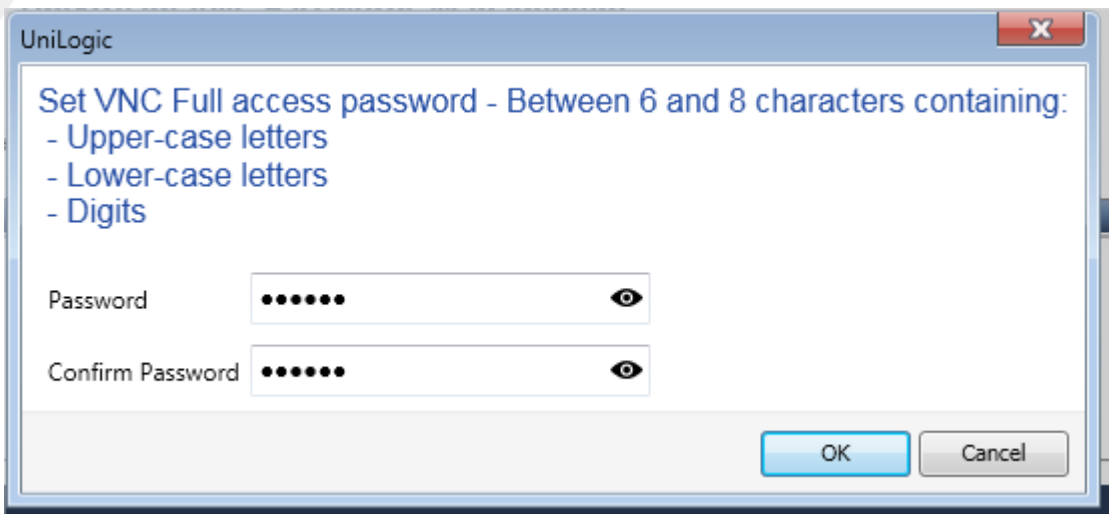 UniLogic
Set VNC Full access password - Between 6 and 8 characters containing:
- Upper-case letters
- Lower-case letters
- Digits
Password ●●●●●●
Confirm Password ●●●●●●
OK Cancel